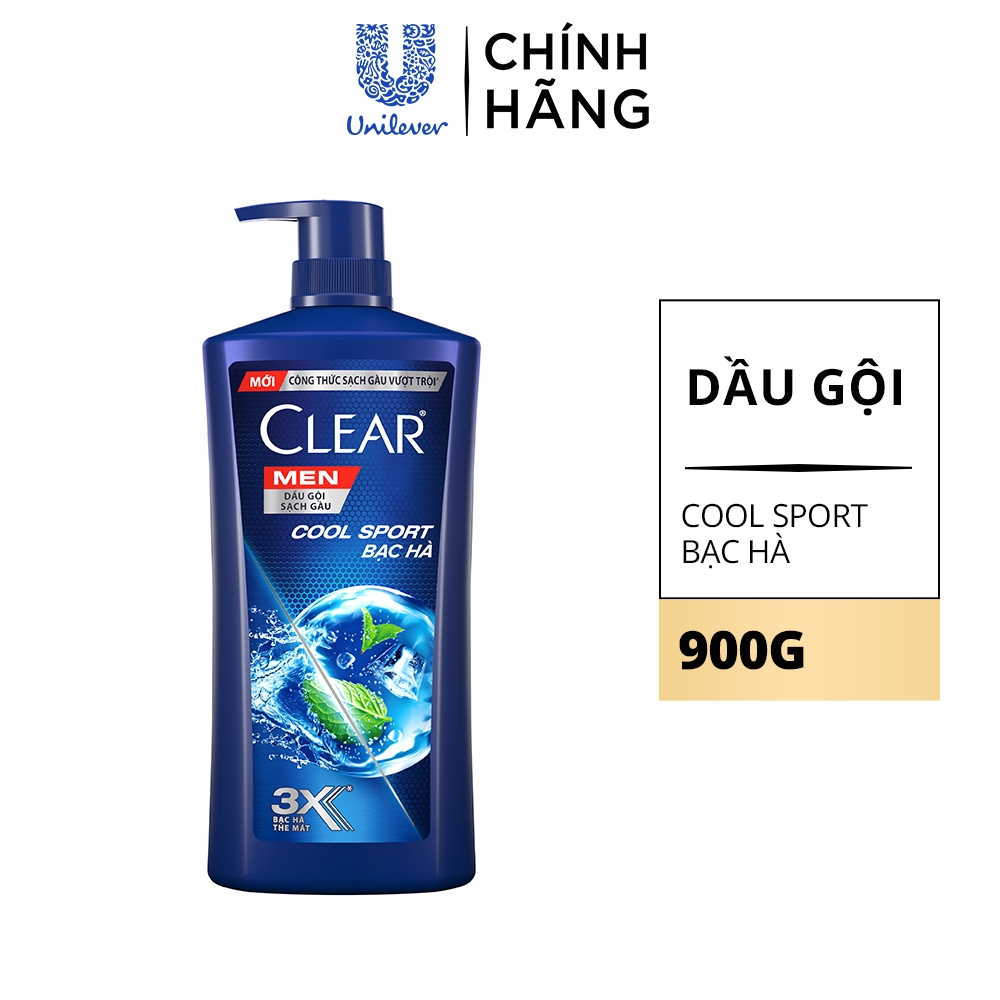 Unilever
CHÍNH
HÃNG
MỚI CÔNG THỨC SẠCH GÀU VƯỢT TRỘI*
CLEAR®
MEN
DẦU GỘI
SẠCH GÀU
COOL SPORT
BẠC HÀ
3X*
BẠC HÀ
THE MÁT
DẦU GỘI
COOL SPORT
BẠC HÀ
900G